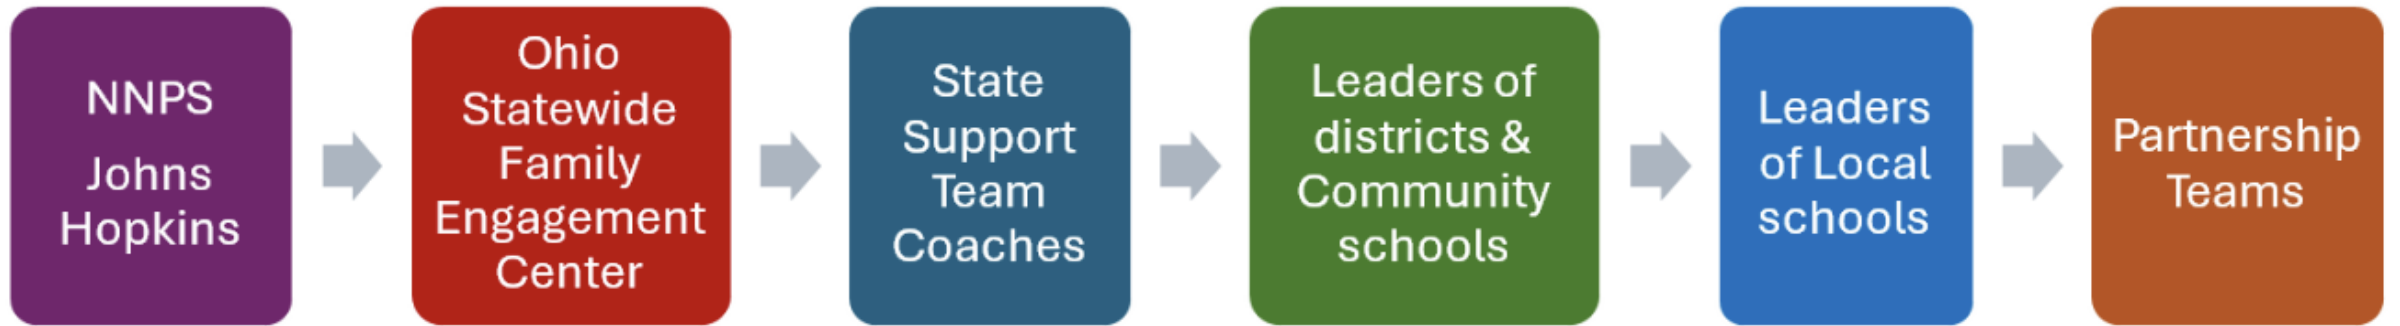 NNPS
Johns
Hopkins
Ohio
Statewide
Family
Engagement
Center
State
Support
Team
Coaches
Leaders of
districts &
Community
schools
Leaders
of Local
schools
Partnership
Teams